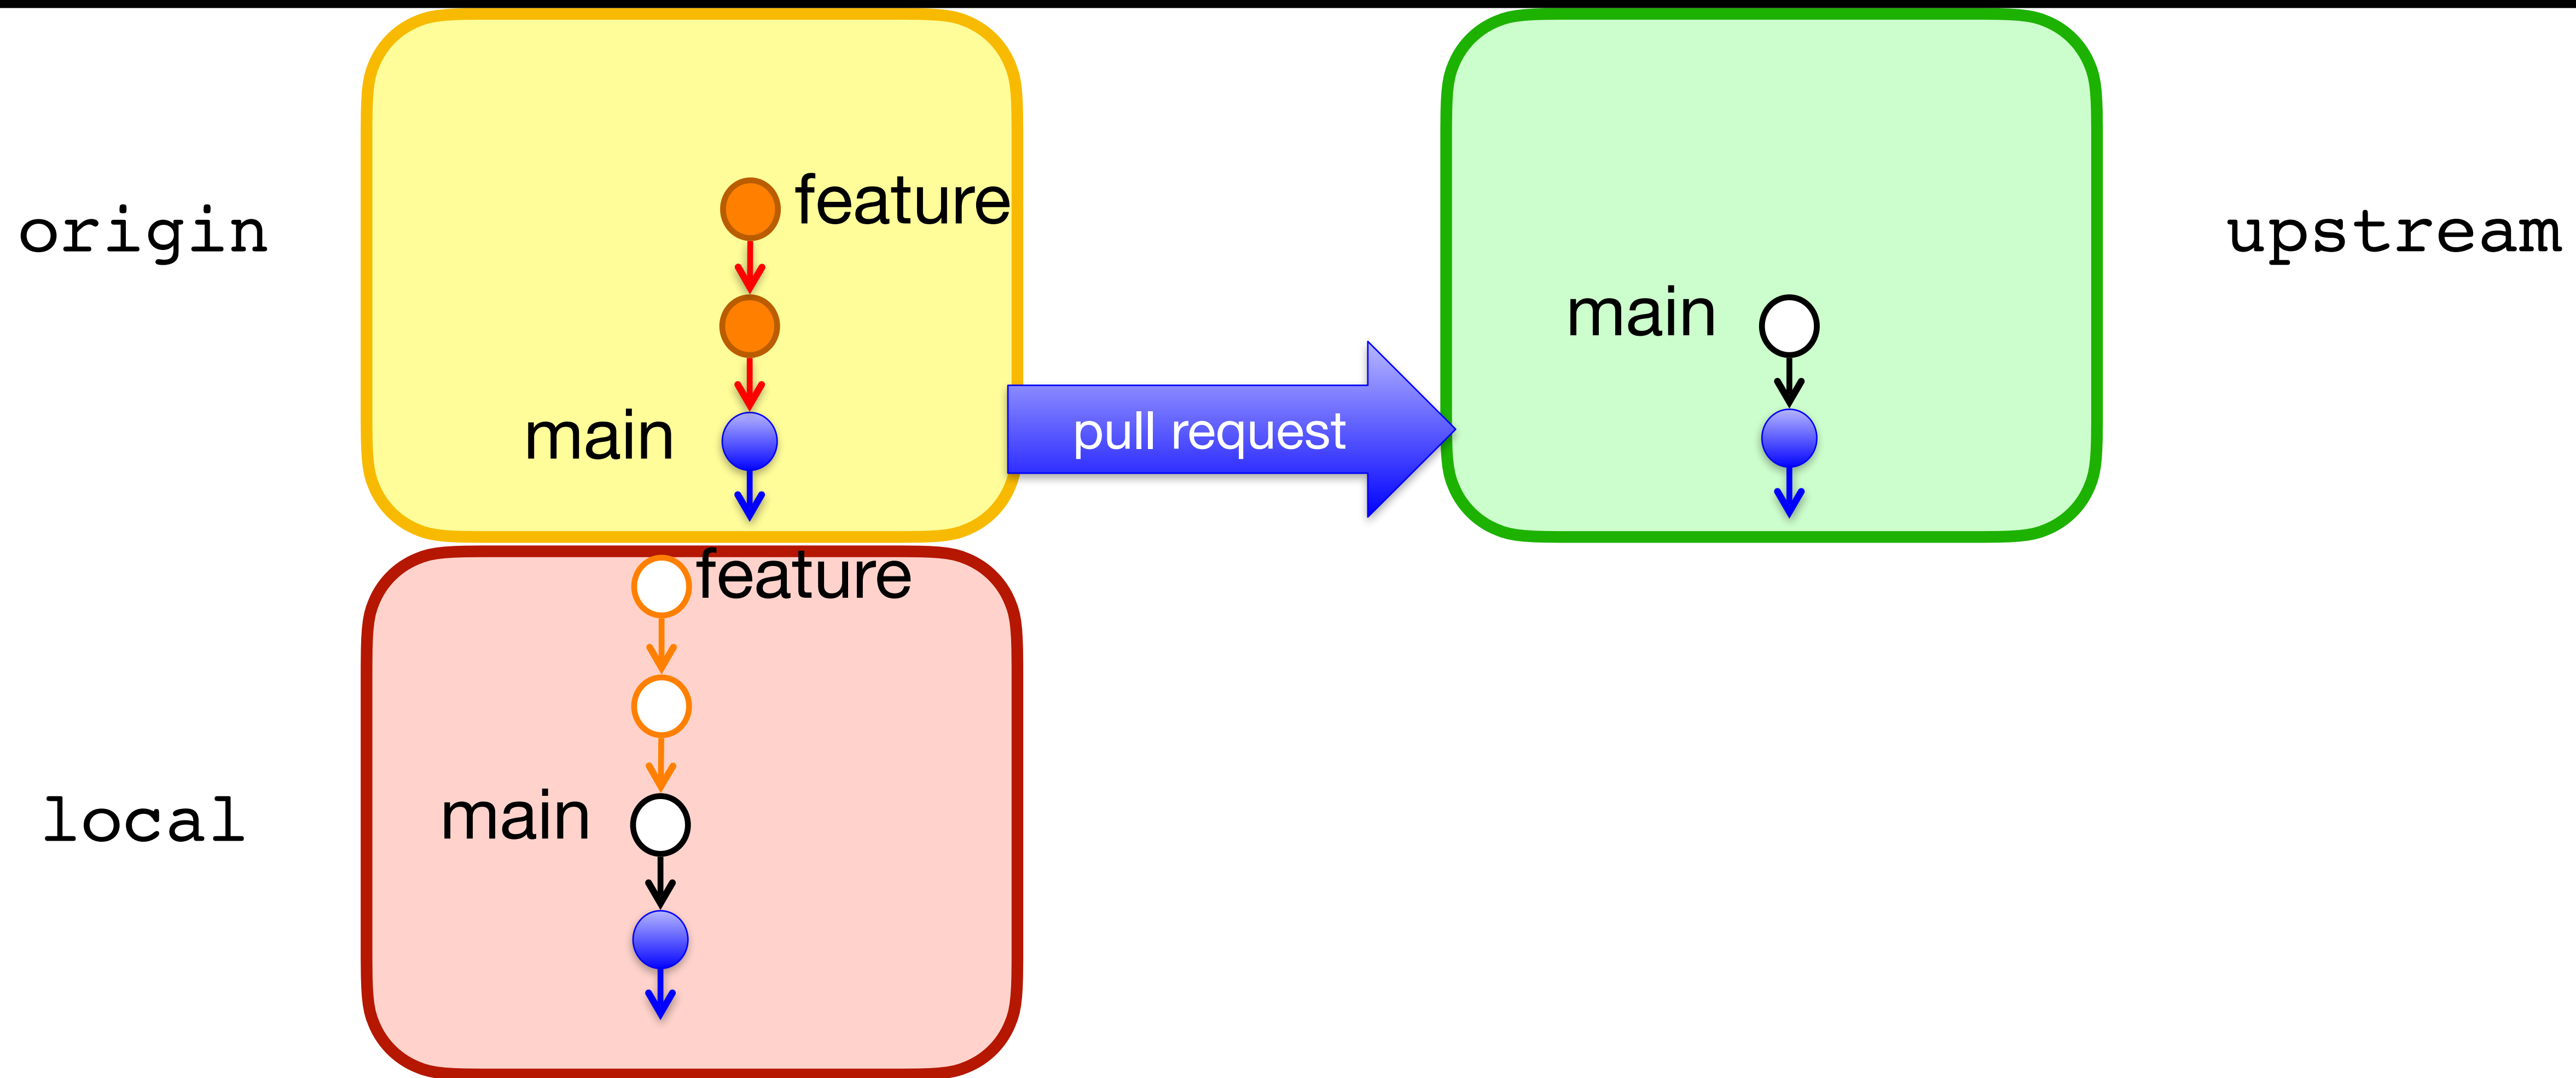 origin
feature
main
pull request
main
upstream
feature
main
local